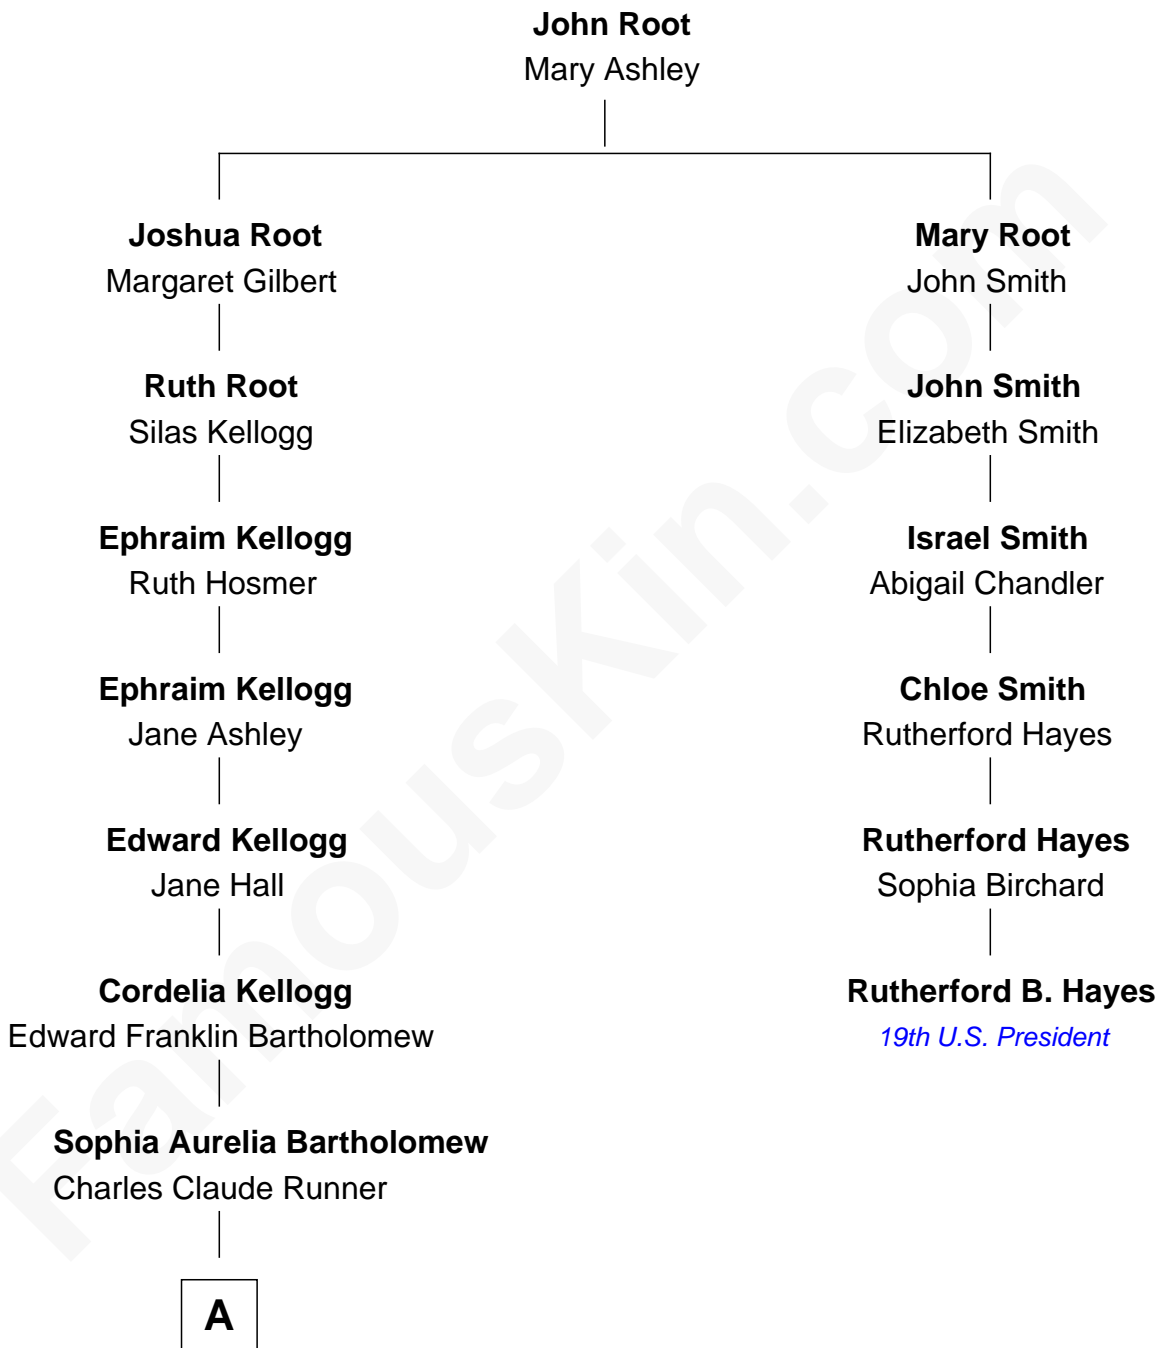 John Root
Mary Ashley
Joshua Root
Margaret Gilbert
Mary Root
John Smith
Ruth Root
Silas Kellogg
John Smith
Elizabeth Smith
Ephraim Kellogg
Ruth Hosmer
Israel Smith
Abigail Chandler
Ephraim Kellogg
Jane Ashley
Chloe Smith
Rutherford Hayes
Edward Kellogg
Jane Hall
Rutherford Hayes
Sophia Birchard
Cordelia Kellogg
Edward Franklin Bartholomew
Rutherford B. Hayes
19th U.S. President
Sophia Aurelia Bartholomew
Charles Claude Runner
A
FamousKin.com